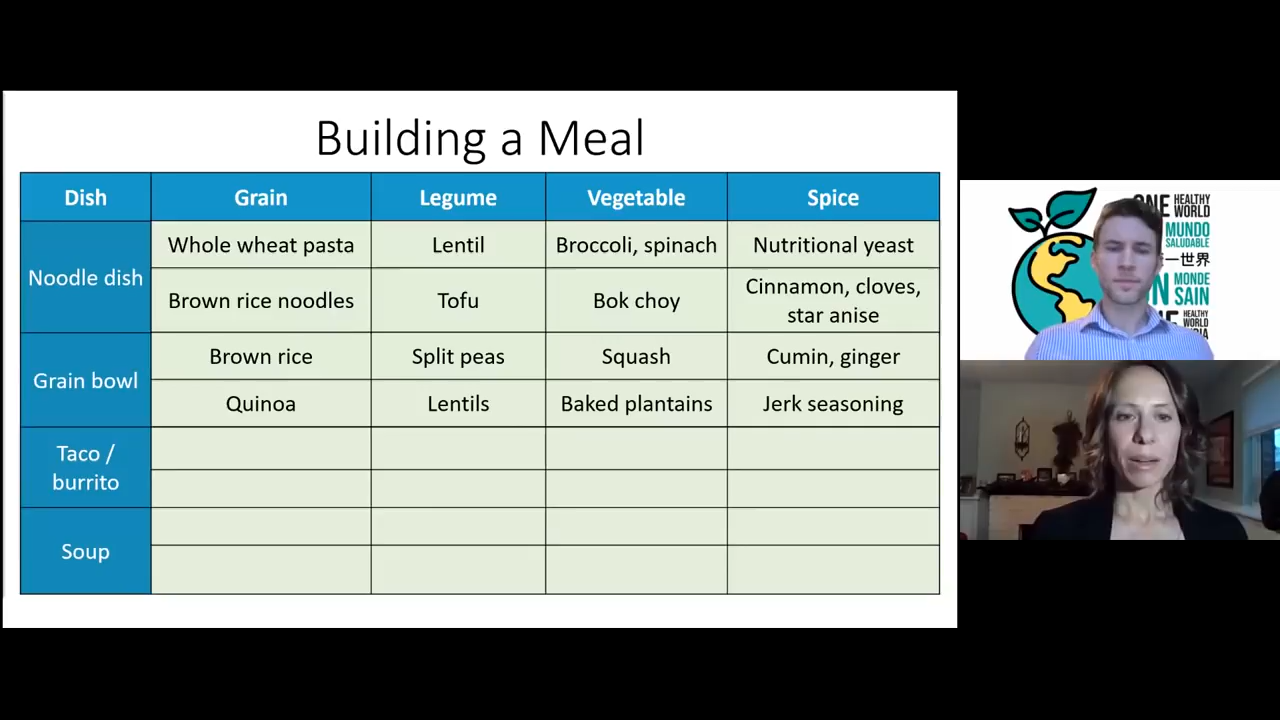 Building a Meal
Dish Grain Legume Vegetable Spice
Noodle dish
Whole wheat pasta Lentil Broccoli, spinach Nutritional yeast
Brown rice noodles Tofu Bok choy Cinnamon, cloves,
star anise
Grain bowl
Brown rice Split peas Squash Cumin, ginger
Quinoa Lentils Baked plantains Jerk seasoning
Taco /
burrito
Soup
ONE HEALTHY
WORLD
MUNDO
SALUDABLE
一世界
MONDE
SAIN
HEALTHY
WORLD